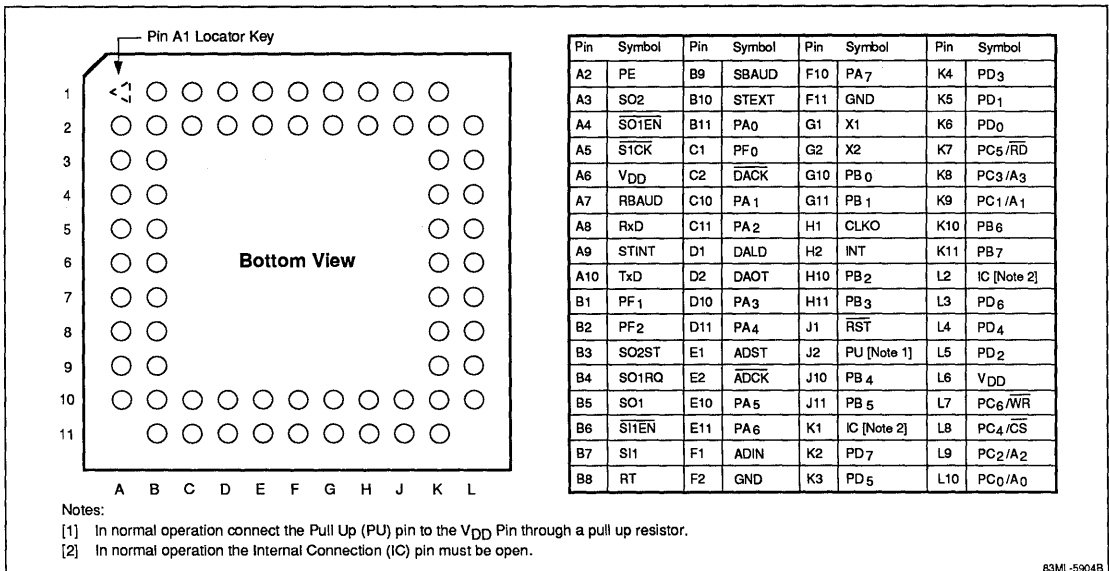 Pin A1 Locator Key
1
2
3
4
5
6
7
8
9
10
11
Bottom View
A B C D E F G H J K L
Pin Symbol Pin Symbol Pin Symbol Pin Symbol
A2 PE B9 SBAUD F10 PA7 K4 PD3
A3 SO2 B10 STEXT F11 GND K5 PD1
A4 S̅O̅1̅E̅N̅ B11 PA0 G1 X1 K6 PD0
A5 S̅1̅C̅K̅ C1 PF0 G2 X2 K7 PC5/R̅D̅
A6 VDD C2 D̅A̅C̅K̅ G10 PB0 K8 PC3/A3
A7 RBAUD C10 PA1 G11 PB1 K9 PC1/A1
A8 RxD C11 PA2 H1 CLKO K10 PB6
A9 STINT D1 DALD H2 INT K11 PB7
A10 TxD D2 DAOT H10 PB2 L2 IC [Note 2]
B1 PF1 D10 PA3 H11 PB3 L3 PD6
B2 PF2 D11 PA4 J1 R̅S̅T̅ L4 PD4
B3 SO2ST E1 ADST J2 PU [Note 1] L5 PD2
B4 SO1RQ E2 A̅D̅C̅K̅ J10 PB4 L6 VDD
B5 SO1 E10 PA5 J11 PB5 L7 PC6/W̅R̅
B6 S̅I̅1̅E̅N̅ E11 PA6 K1 IC [Note 2] L8 PC4/C̅S̅
B7 SI1 F1 ADIN K2 PD7 L9 PC2/A2
B8 RT F2 GND K3 PD5 L10 PC0/A0
Notes:
[1] In normal operation connect the Pull Up (PU) pin to the VDD Pin through a pull up resistor.
[2] In normal operation the Internal Connection (IC) pin must be open.
83ML-5904B